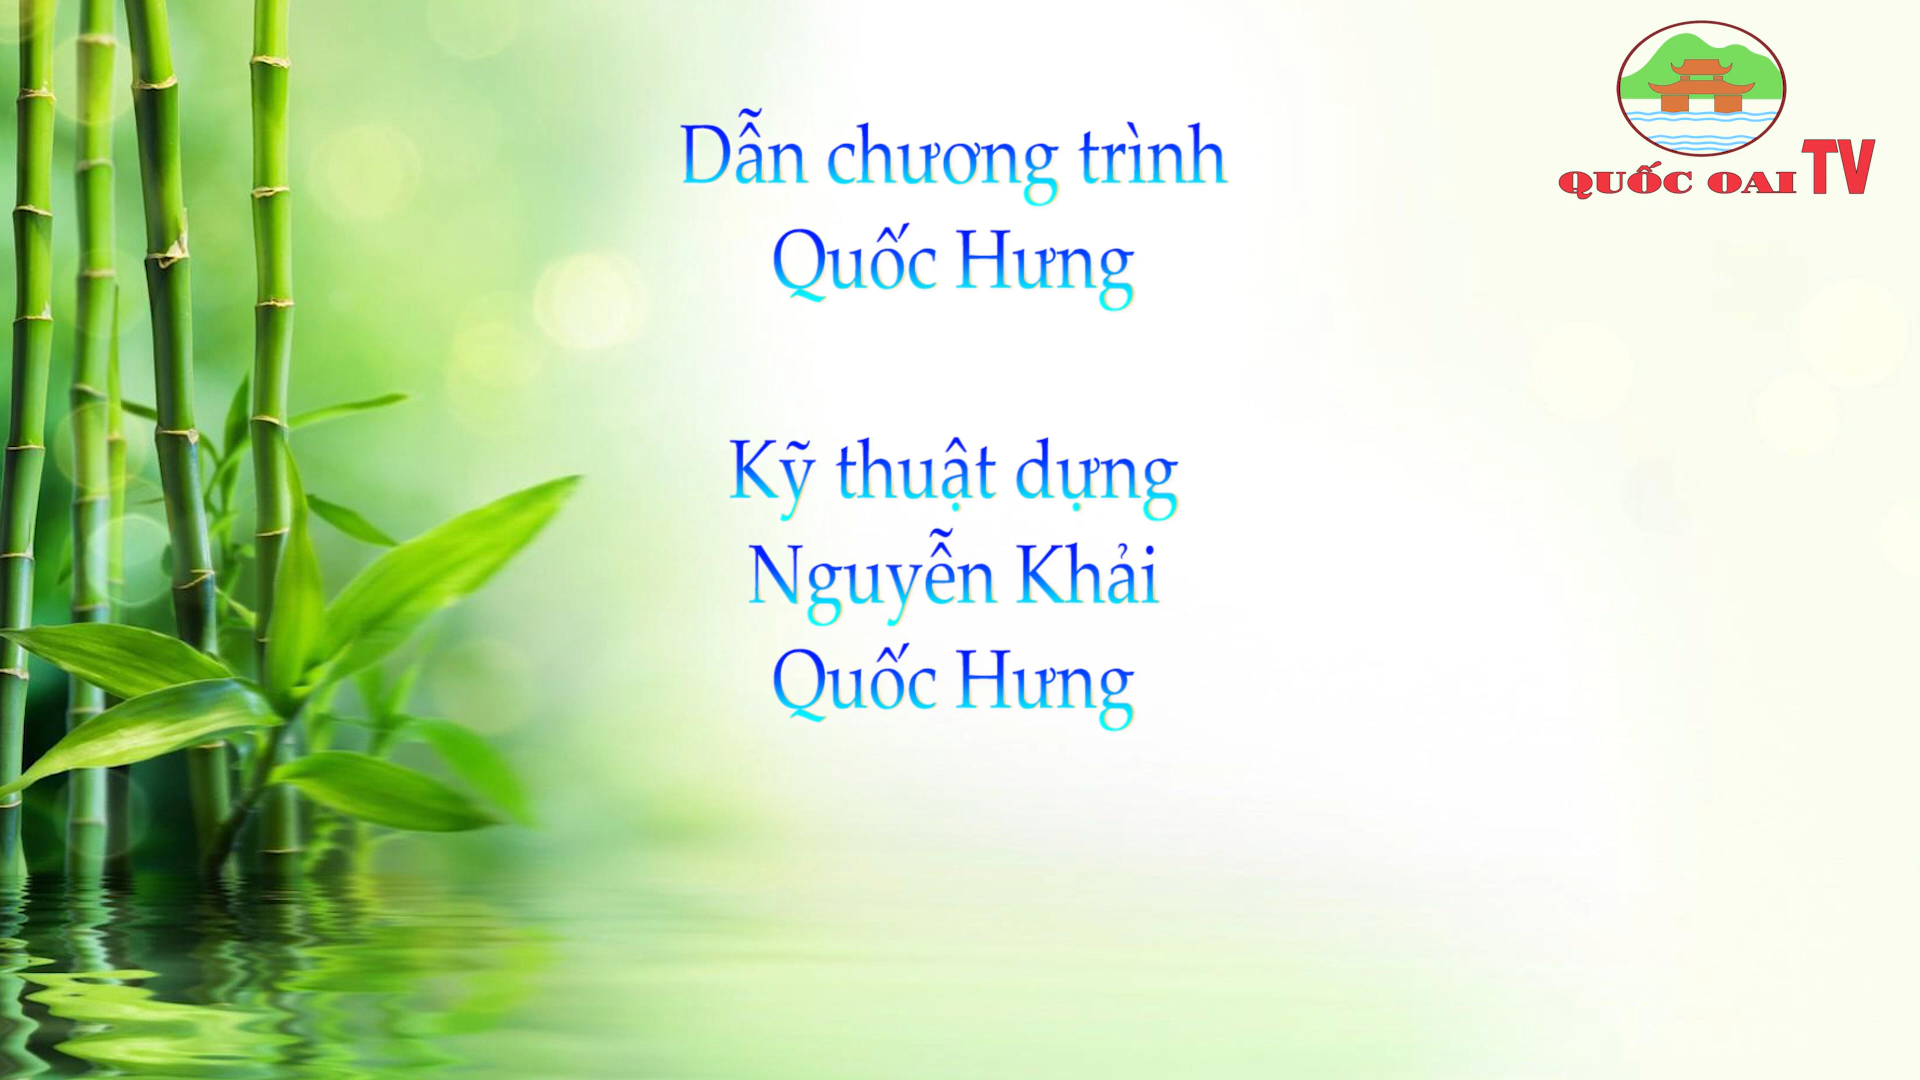 Dẫn chương trình
Quốc Hưng
Kỹ thuật dựng
Nguyễn Khải
Quốc Hưng
QUỐC OAI TV